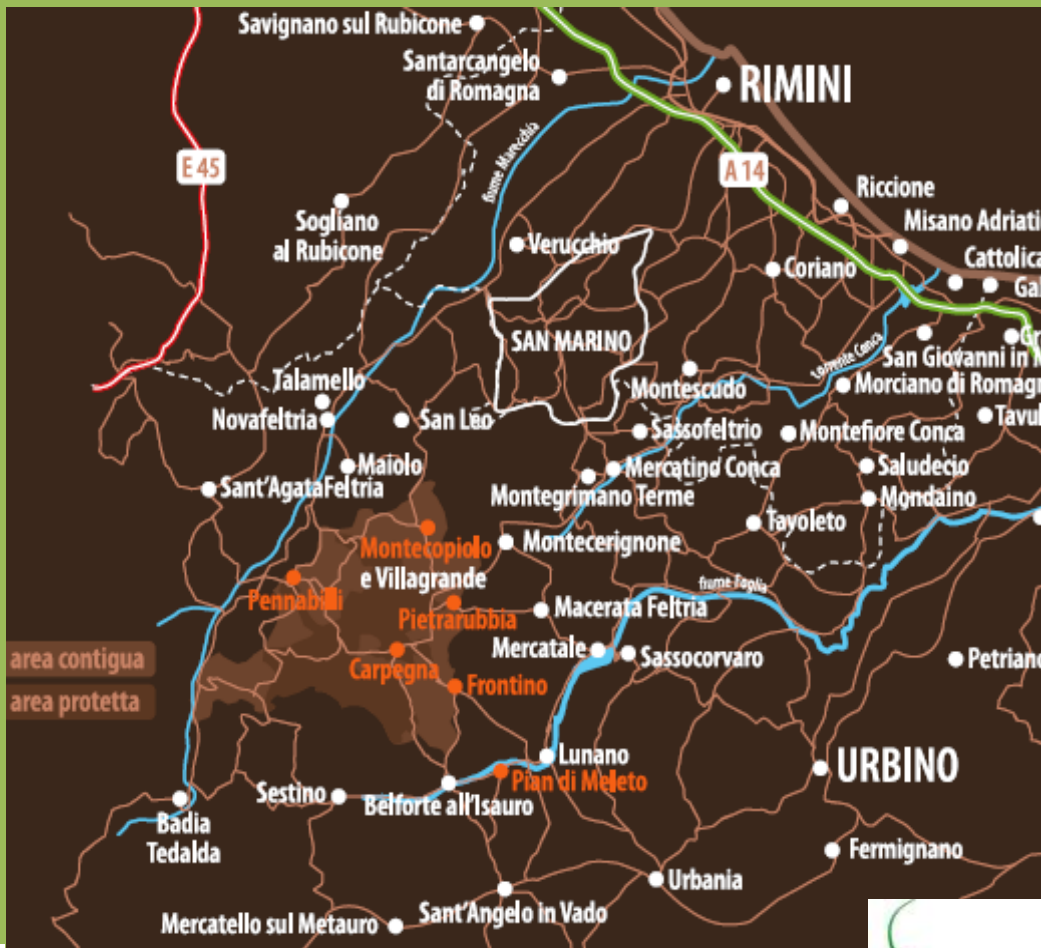 Savignano sul Rubicone
Santarcangelo
di Romagna
RIMINI
E 45
fiume Marecchia
A 14
Riccione
Sogliano
al Rubicone
Misano Adriati
Verucchio
Coriano
Cattolica
Ga
SAN MARINO
Talamello
Montescudo
torrente Conca
San Giovanni in M
Gr
Morciano di Romagn
Novafeltria
San Leo
Sassofeltrio
Montefiore Conca
Tavul
Maiolo
Mercatino Conca
Saludecio
Sant'AgataFeltria
Montegrimano Terme
Mondaino
Tavoleto
Montecopiolo
e Villagrande
Montecerignone
Pennabilli
fiume Foglia
Pietrarubbia
Macerata Feltria
Mercatale
Sassocorvaro
Petriano
area contigua
Carpegna
Frontino
area protetta
Lunano
URBINO
Pian di Meleto
Sestino
Belforte all'Isauro
Badia
Tedalda
Fermignano
Urbania
Sant'Angelo in Vado
Mercatello sul Metauro